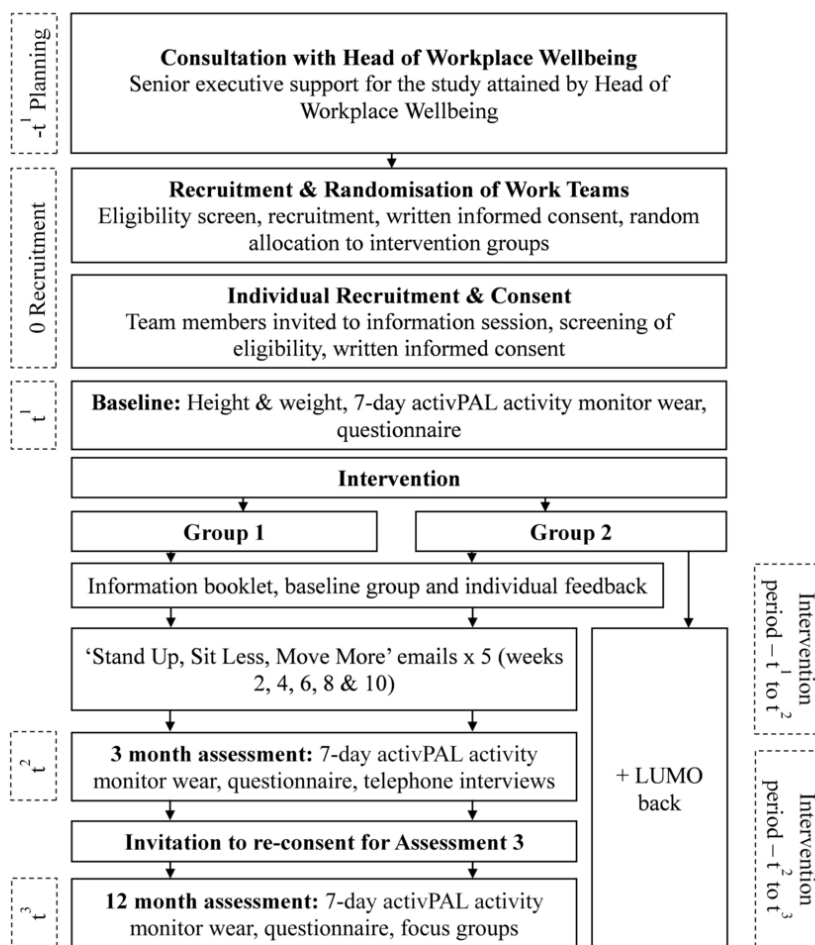 -t¹ Planning
Consultation with Head of Workplace Wellbeing
Senior executive support for the study attained by Head of
Workplace Wellbeing
0 Recruitment
Recruitment & Randomisation of Work Teams
Eligibility screen, recruitment, written informed consent, random
allocation to intervention groups
Individual Recruitment & Consent
Team members invited to information session, screening of
eligibility, written informed consent
t¹
Baseline: Height & weight, 7-day activPAL activity monitor wear,
questionnaire
Intervention
Group 1
Group 2
Information booklet, baseline group and individual feedback
Intervention
period – t¹ to t²
‘Stand Up, Sit Less, Move More’ emails x 5 (weeks
2, 4, 6, 8 & 10)
t²
3 month assessment: 7-day activPAL activity
monitor wear, questionnaire, telephone interviews
+ LUMO
back
Intervention
period – t² to t³
Invitation to re-consent for Assessment 3
t³
12 month assessment: 7-day activPAL activity
monitor wear, questionnaire, focus groups